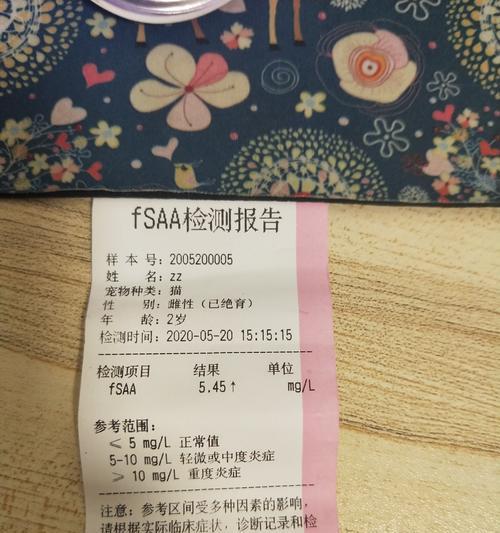 fSAA检测报告
样 本 号: 2005200005
姓 名: zz
宠物种类: 猫
性 别: 雌性 (已绝育)
年 龄: 2岁
检测时间: 2020-05-20 15:15:15
检测项目 结果 单位
fSAA 5.45↑ mg/L
参考范围:
≤ 5 mg/L 正常值
5-10 mg/L 轻微或中度炎症
≥ 10 mg/L 重度炎症
注意: 参考区间受多种因素的影响,
请根据实际临床症状, 诊断记录和检